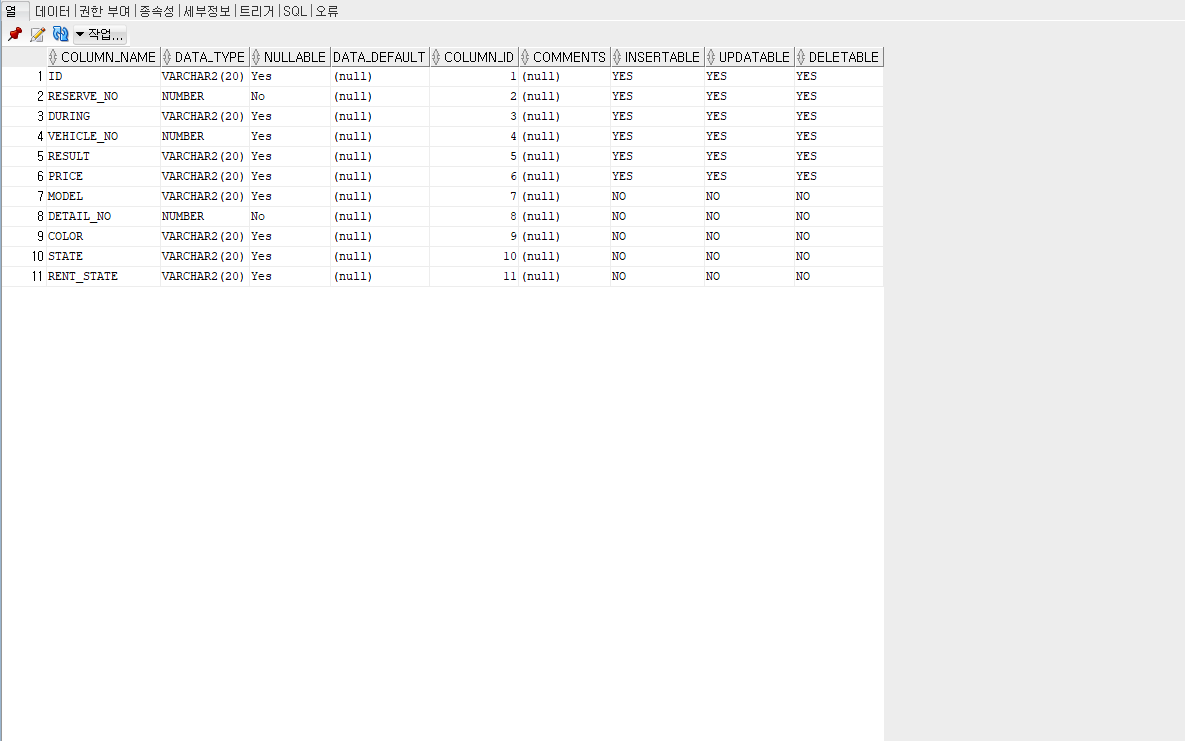 열 데이터 권한 부여 종속성 세부정보 트리거 SQL 오류
작업...
COLUMN_NAME DATA_TYPE NULLABLE DATA_DEFAULT COLUMN_ID COMMENTS INSERTABLE UPDATABLE DELETABLE
1 ID VARCHAR2(20) Yes (null) 1 (null) YES YES YES
2 RESERVE_NO NUMBER No (null) 2 (null) YES YES YES
3 DURING VARCHAR2(20) Yes (null) 3 (null) YES YES YES
4 VEHICLE_NO NUMBER Yes (null) 4 (null) YES YES YES
5 RESULT VARCHAR2(20) Yes (null) 5 (null) YES YES YES
6 PRICE VARCHAR2(20) Yes (null) 6 (null) YES YES YES
7 MODEL VARCHAR2(20) Yes (null) 7 (null) NO NO NO
8 DETAIL_NO NUMBER No (null) 8 (null) NO NO NO
9 COLOR VARCHAR2(20) Yes (null) 9 (null) NO NO NO
10 STATE VARCHAR2(20) Yes (null) 10 (null) NO NO NO
11 RENT_STATE VARCHAR2(20) Yes (null) 11 (null) NO NO NO